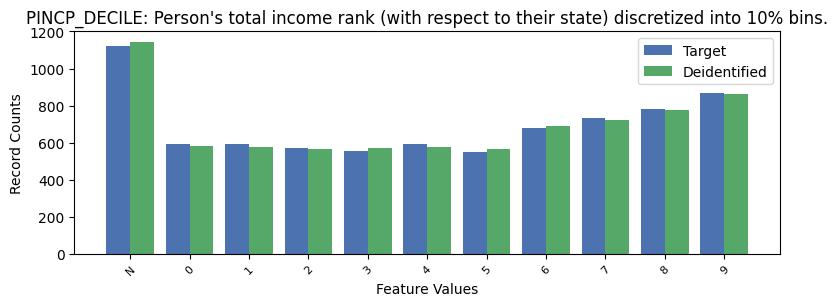 PINCP_DECILE: Person's total income rank (with respect to their state) discretized into 10% bins.
1200
1000
800
600
400
200
0
Record Counts
Target
Deidentified
N 0 1 2 3 4 5 6 7 8 9
Feature Values